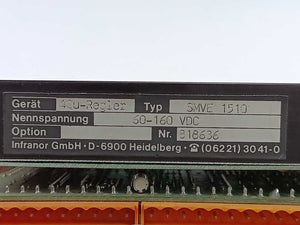 Gerät 4QU-Regler Typ SMVE 1510
Nennspannung 60-160 VDC
Option Nr. 818636
Infranor GmbH · D-6900 Heidelberg · ☎ (06221) 3041-0